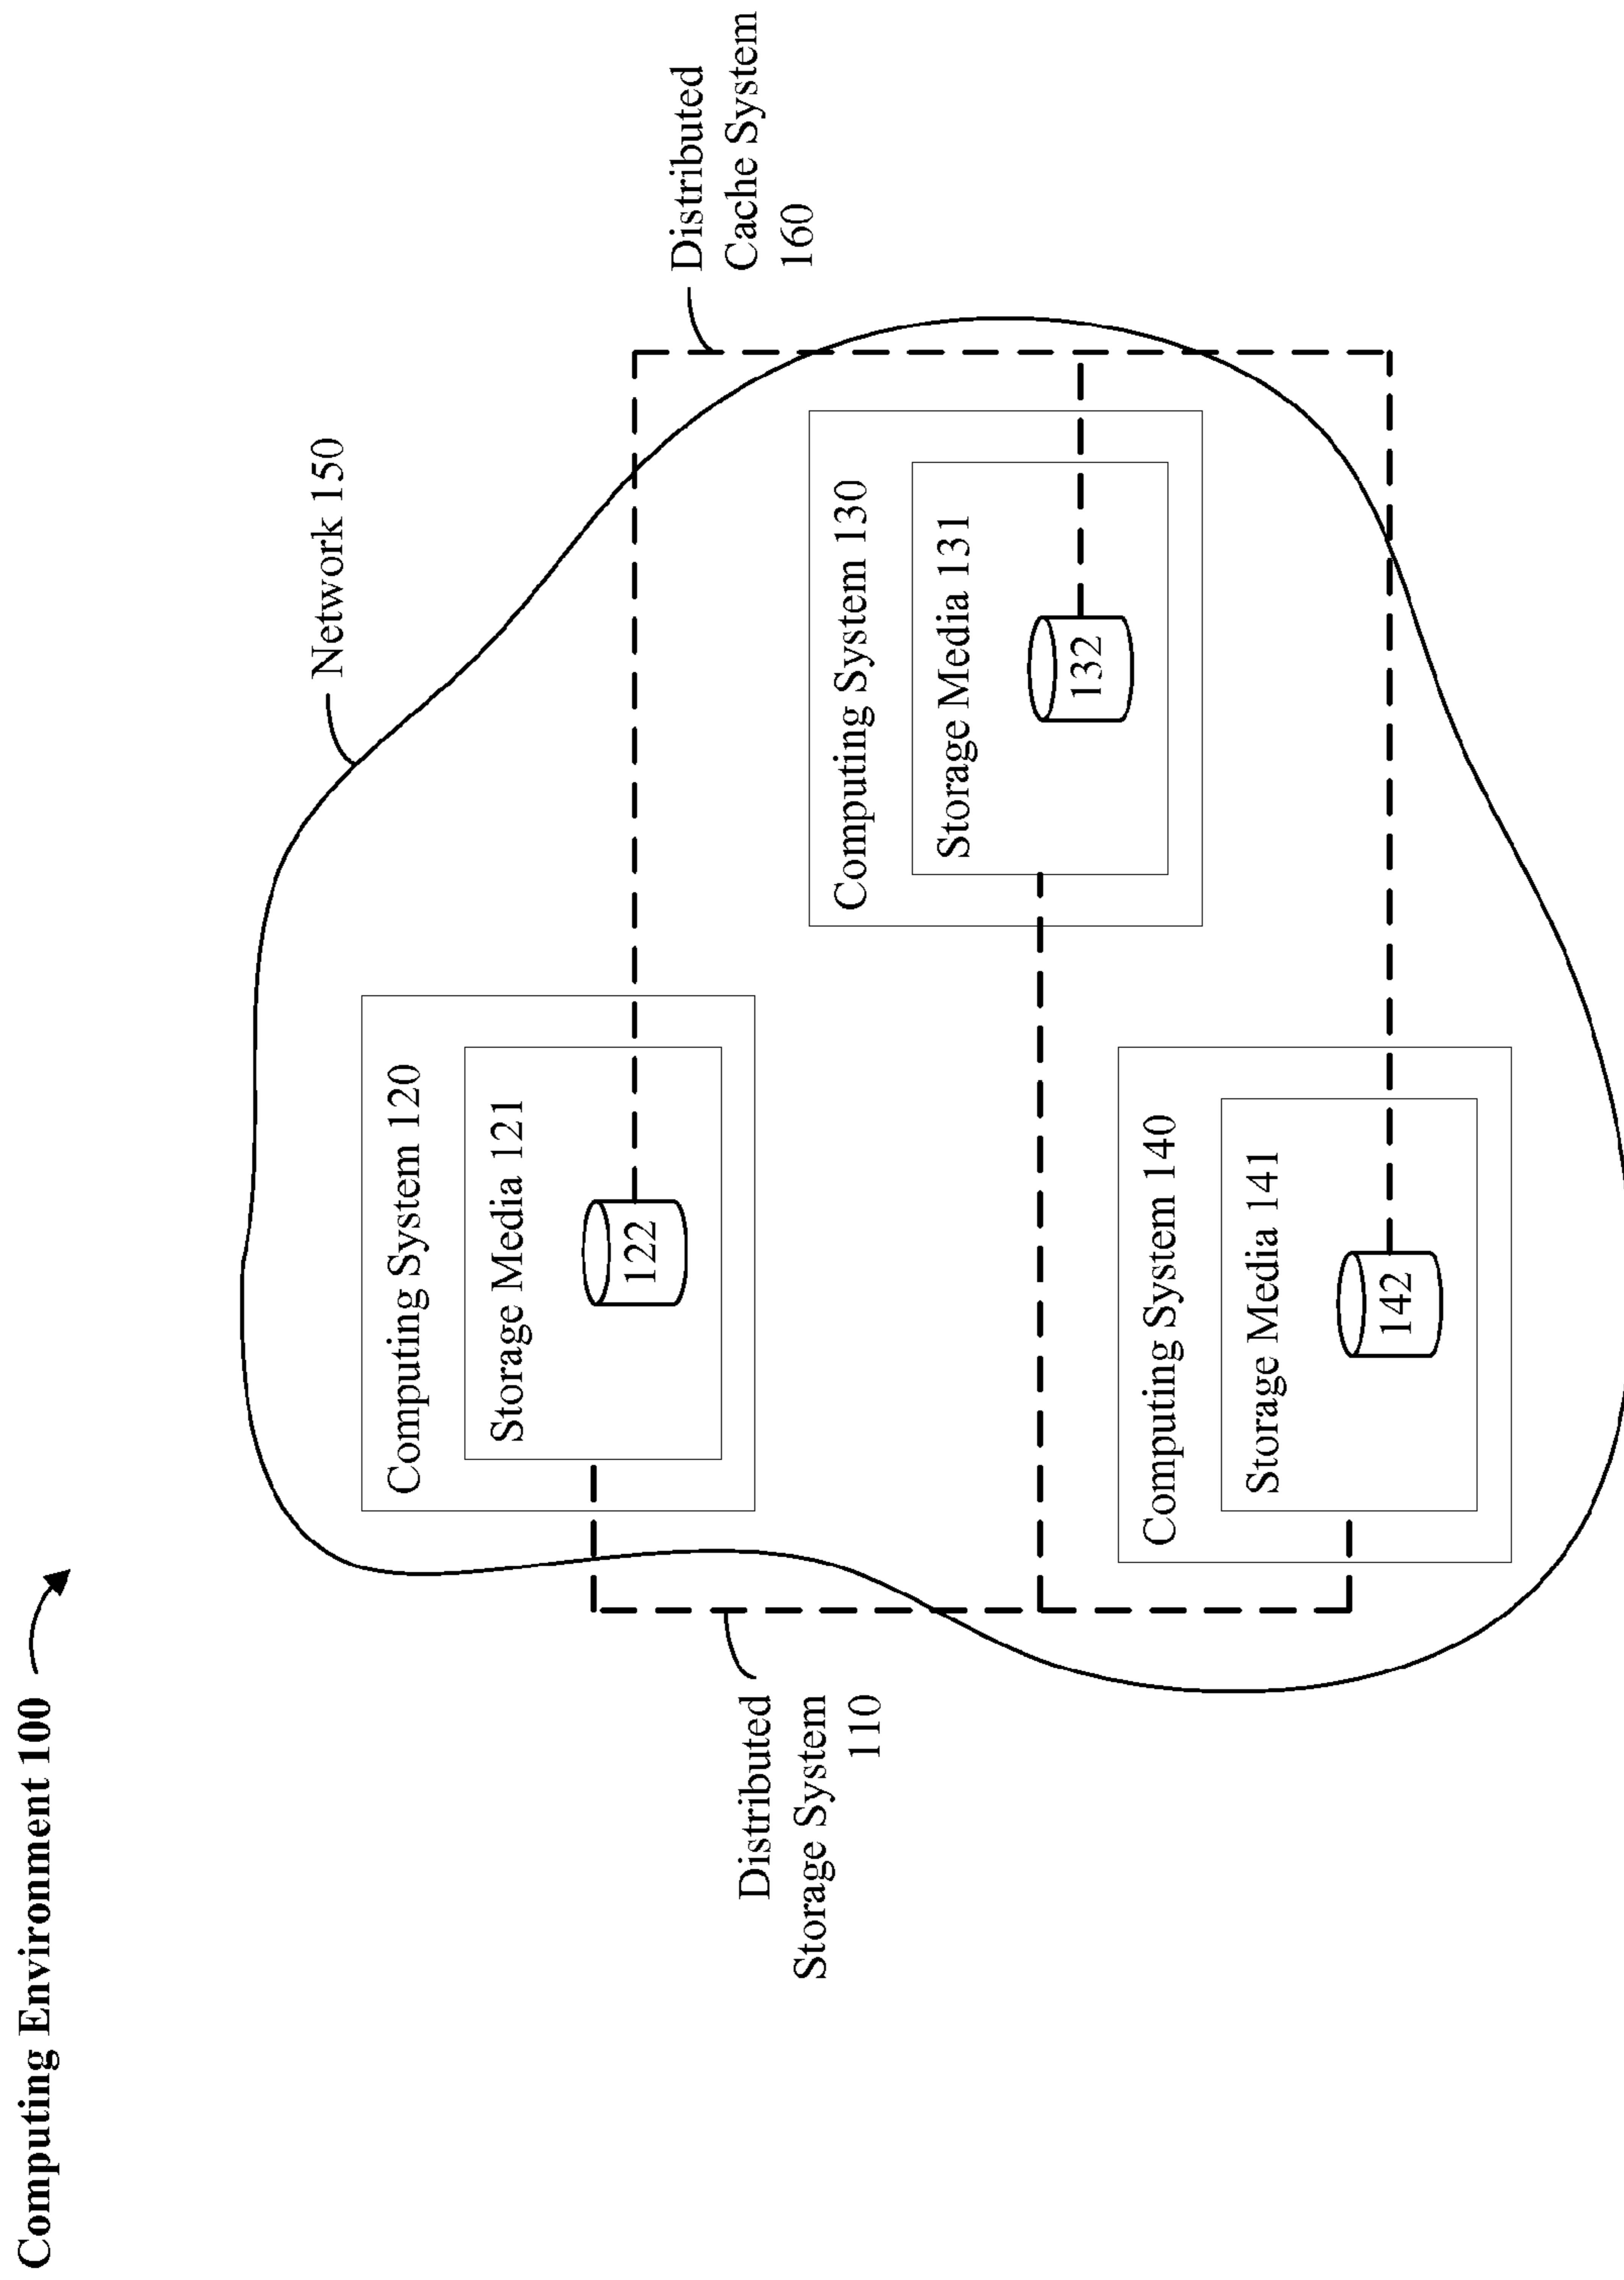 Computing Environment 100
Network 150
Computing System 120
Storage Media 121
122
Distributed
Cache System
160
Distributed
Storage System
110
Computing System 130
Storage Media 131
132
Computing System 140
Storage Media 141
142